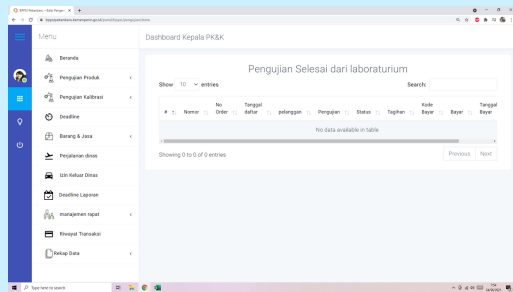 Menu
Dashboard Kepala PK&K
Beranda
Pengujian Produk
Pengujian Kalibrasi
Deadline
Barang & Jasa
Perjalanan dinas
Izin Keluar Dinas
Deadline Laporan
manajemen rapat
Riwayat Transaksi
Rekap Data
Pengujian Selesai dari laboraturium
Show 10 entries
Search:
# Nomor No Order Tanggal daftar pelanggan Pengujian Status Tagihan Kode Bayar Bayar Tanggal Bayar
No data available in table
Showing 0 to 0 of 0 entries
Previous Next
Type here to search